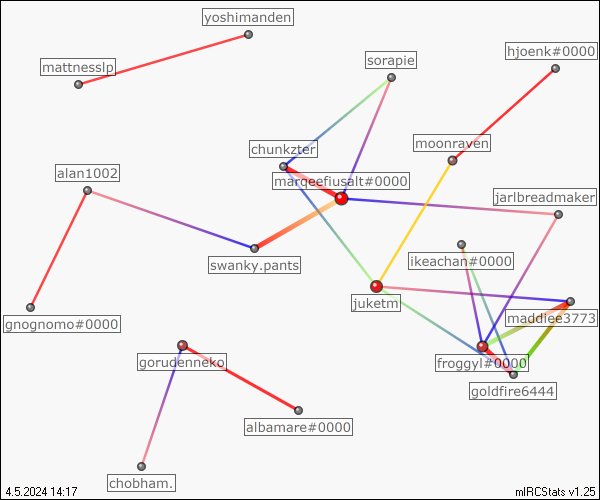 yoshimanden
mattnesslp
sorapie
hjoenk#0000
chunkzter
moonraven
alan1002
marqeefiusalt#0000
jarlbreadmaker
swanky.pants
ikeachan#0000
juketm
maddiee3773
gnognomo#0000
gorudenneko
froggyl#0000
goldfire6444
albamare#0000
chobham.
4.5.2024 14:17
mIRCStats v1.25